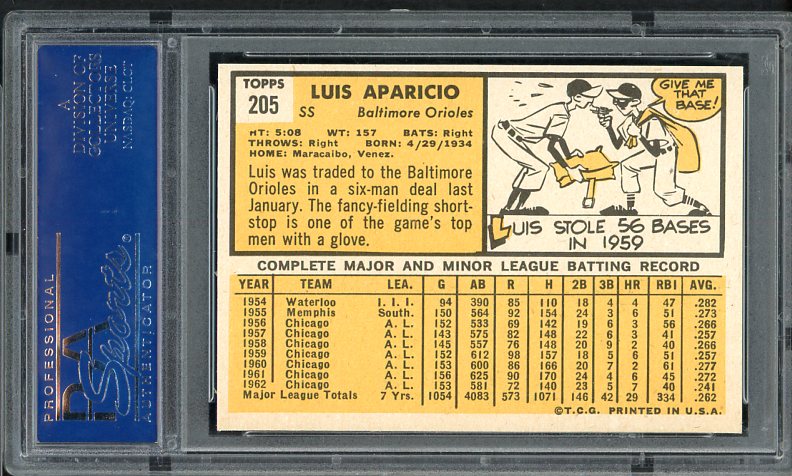 A
DIVISION OF
COLLECTORS
UNIVERSE
NASDAQ: CLCT
PROFESSIONAL
PSA
Sports
®
AUTHENTICATOR
TOPPS
205
LUIS APARICIO
SS Baltimore Orioles
HT: 5:08 WT: 157 BATS: Right
THROWS: Right BORN: 4/29/1934
HOME: Maracaibo, Venez.
Luis was traded to the Baltimore
Orioles in a six-man deal last
January. The fancy-fielding short-
stop is one of the game's top
men with a glove.
GIVE ME
THAT
BASE!
LUIS STOLE 56 BASES
IN 1959
COMPLETE MAJOR AND MINOR LEAGUE BATTING RECORD
YEAR TEAM LEA. G AB R H 2B 3B HR RBI AVG.
1954 Waterloo I. I. I. 94 390 85 110 18 4 4 47 .282
1955 Memphis South. 150 564 92 154 24 3 6 51 .273
1956 Chicago A. L. 152 533 69 142 19 6 3 56 .266
1957 Chicago A. L. 143 575 82 148 22 6 3 41 .257
1958 Chicago A. L. 145 557 76 148 20 9 2 40 .266
1959 Chicago A. L. 152 612 98 157 18 5 6 51 .257
1960 Chicago A. L. 153 600 86 166 20 7 2 61 .277
1961 Chicago A. L. 156 625 90 170 24 4 6 45 .272
1962 Chicago A. L. 153 581 72 140 23 5 7 40 .241
Major League Totals 7 Yrs. 1054 4083 573 1071 146 42 29 334 .262
©T.C.G. PRINTED IN U.S.A.